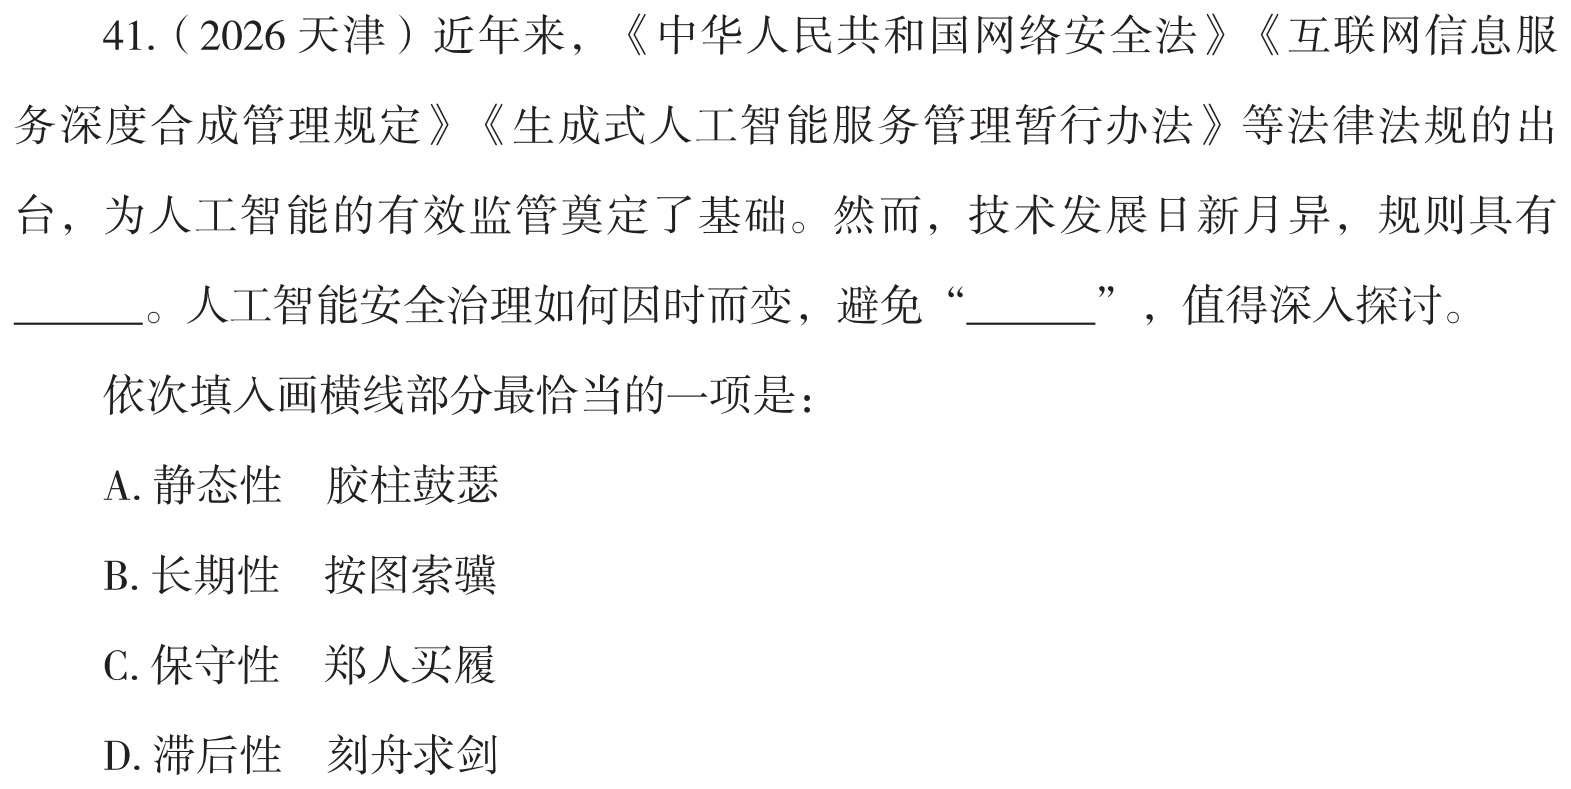 41.（2026 天津）近年来，《中华人民共和国网络安全法》《互联网信息服
务深度合成管理规定》《生成式人工智能服务管理暂行办法》等法律法规的出
台，为人工智能的有效监管奠定了基础。然而，技术发展日新月异，规则具有
______。人工智能安全治理如何因时而变，避免“______”，值得深入探讨。
依次填入画横线部分最恰当的一项是：
A. 静态性　胶柱鼓瑟
B. 长期性　按图索骥
C. 保守性　郑人买履
D. 滞后性　刻舟求剑